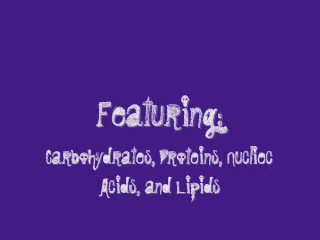 Featuring:
Carbohydrates, Proteins, Nucliec
Acids, and Lipids